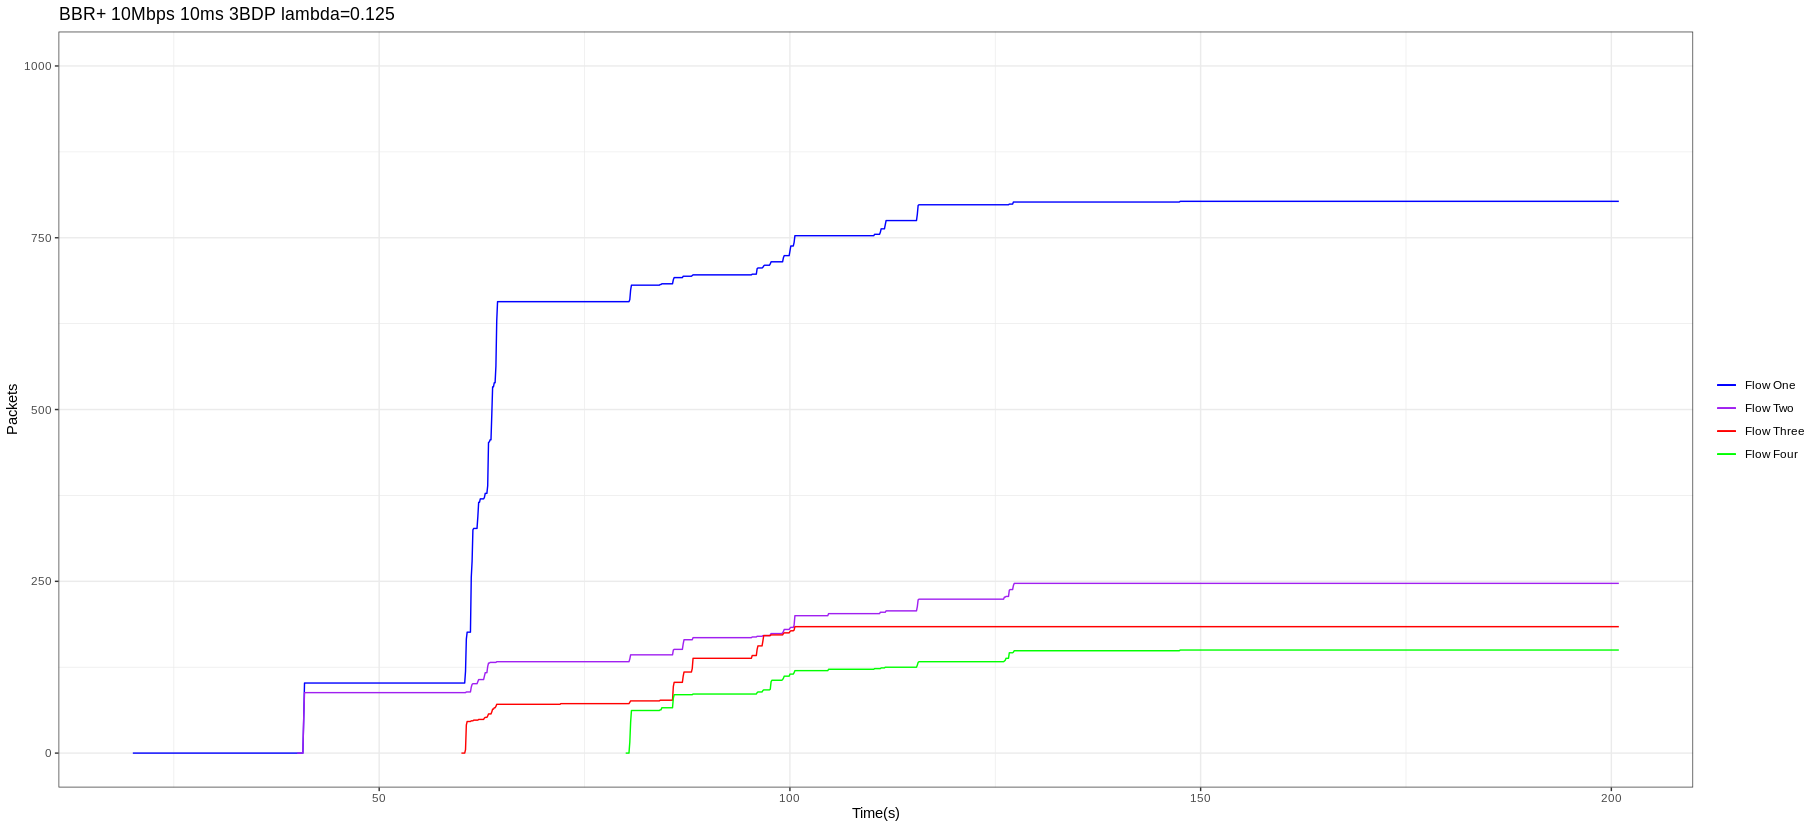 BBR+ 10Mbps 10ms 3BDP lambda=0.125
1000
750
500
250
0
Packets
50
100
150
200
Time(s)
Flow One
Flow Two
Flow Three
Flow Four